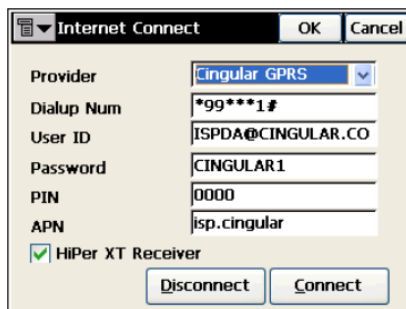 Internet Connect OK Cancel
Provider Cingular GPRS
Dialup Num *99***1#
User ID ISPDA@CINGULAR.CO
Password CINGULAR1
PIN 0000
APN isp.cingular
HiPer XT Receiver
Disconnect Connect